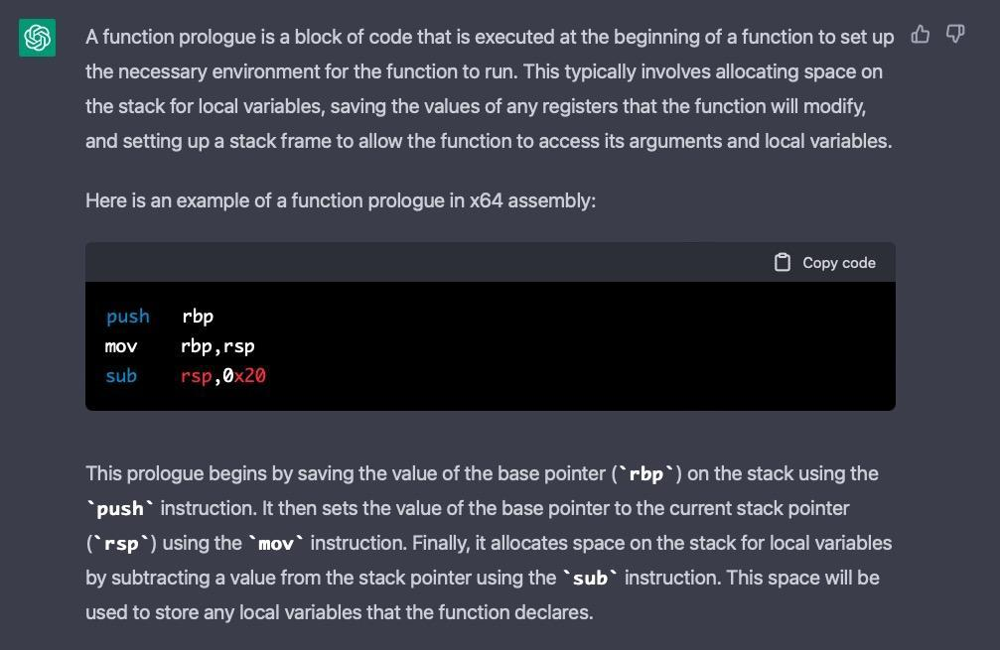 A function prologue is a block of code that is executed at the beginning of a function to set up
the necessary environment for the function to run. This typically involves allocating space on
the stack for local variables, saving the values of any registers that the function will modify,
and setting up a stack frame to allow the function to access its arguments and local variables.
Here is an example of a function prologue in x64 assembly:
Copy code
push   rbp
mov    rbp,rsp
sub    rsp,0x20
This prologue begins by saving the value of the base pointer (`rbp`) on the stack using the
`push` instruction. It then sets the value of the base pointer to the current stack pointer
(`rsp`) using the `mov` instruction. Finally, it allocates space on the stack for local variables
by subtracting a value from the stack pointer using the `sub` instruction. This space will be
used to store any local variables that the function declares.